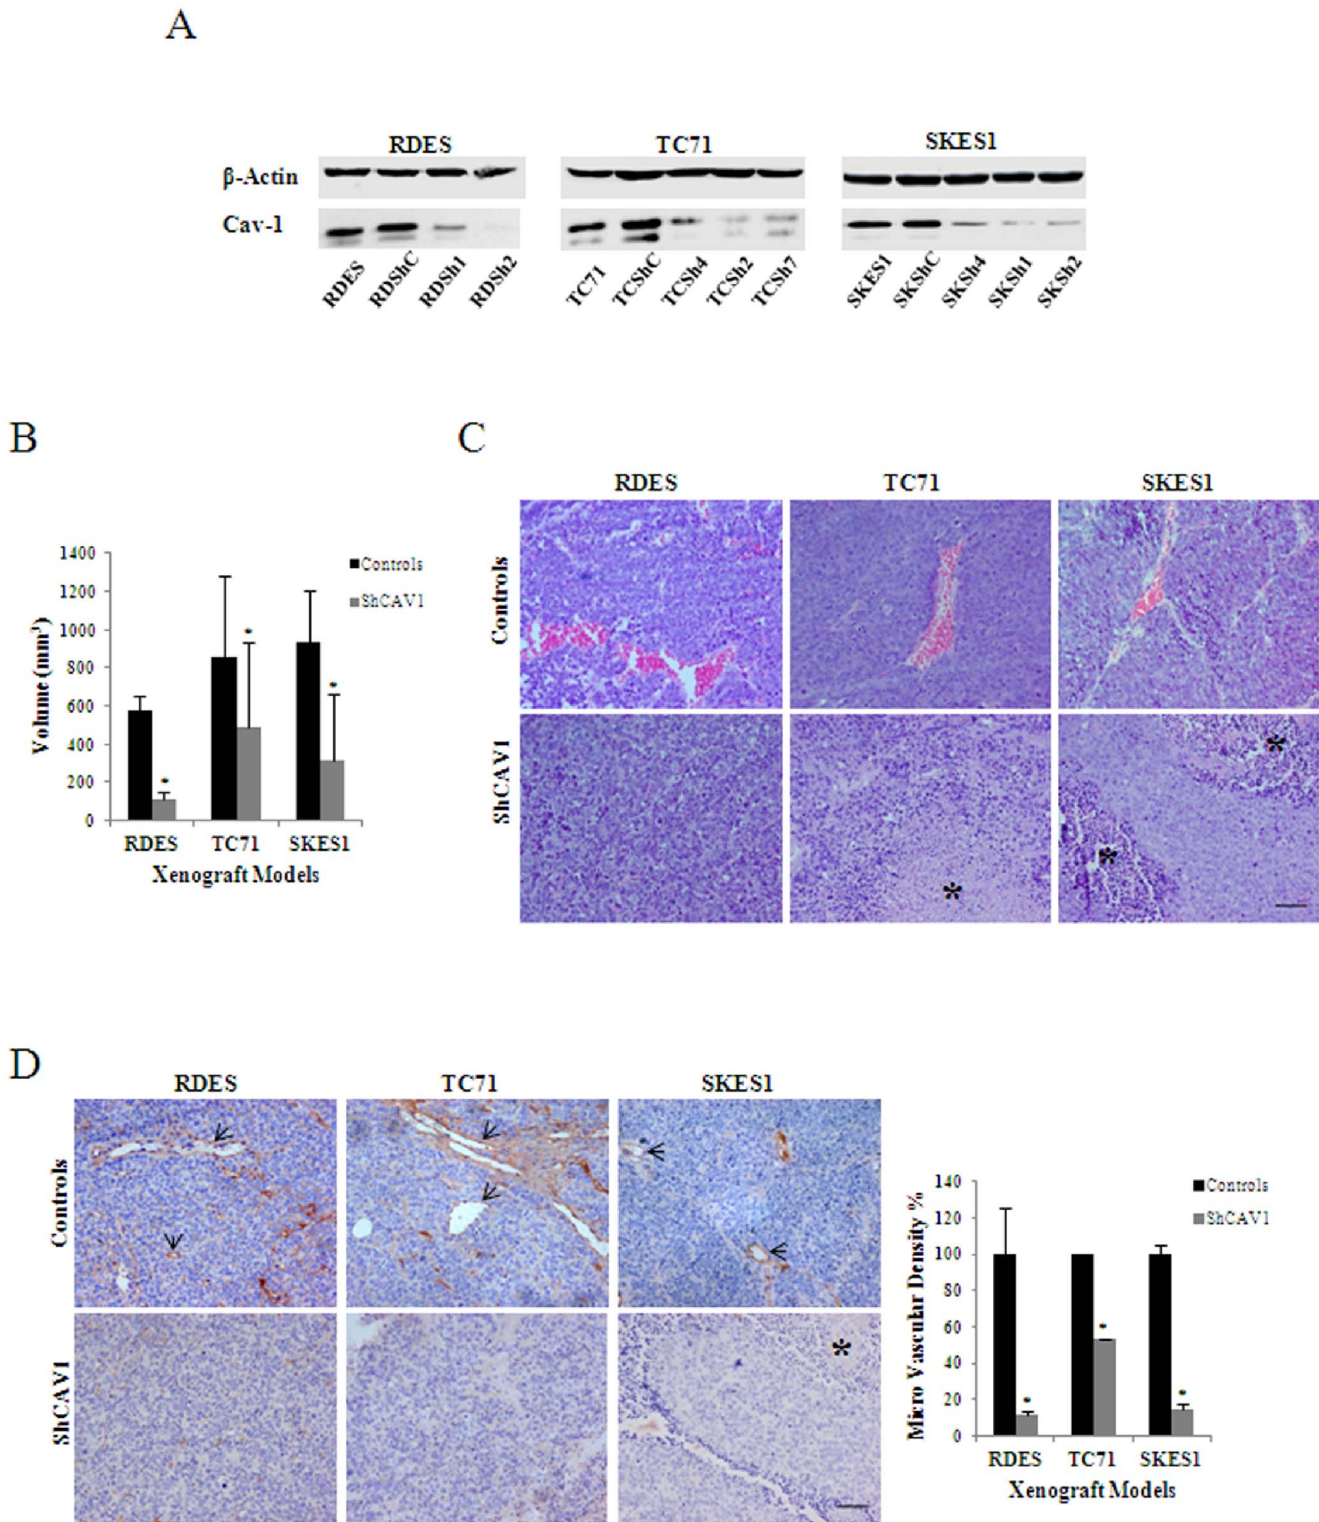 A
RDES TC71 SKES1
β-Actin
Cav-1
RDES RDShC RDSh1 RDSh2 TC71 TCShC TCSh4 TCSh2 TCSh7 SKES1 SKShC SKSh4 SKSh1 SKSh2
B
1400
1200
1000
800
600
400
200
0
Volume (mm³)
Controls
ShCAV1
*
*
*
RDES TC71 SKES1
Xenograft Models
C
RDES TC71 SKES1
Controls
ShCAV1
*
*
*
D
RDES TC71 SKES1
Controls
ShCAV1
*
140
120
100
80
60
40
20
0
Micro Vascular Density %
Controls
ShCAV1
*
*
*
RDES TC71 SKES1
Xenograft Models